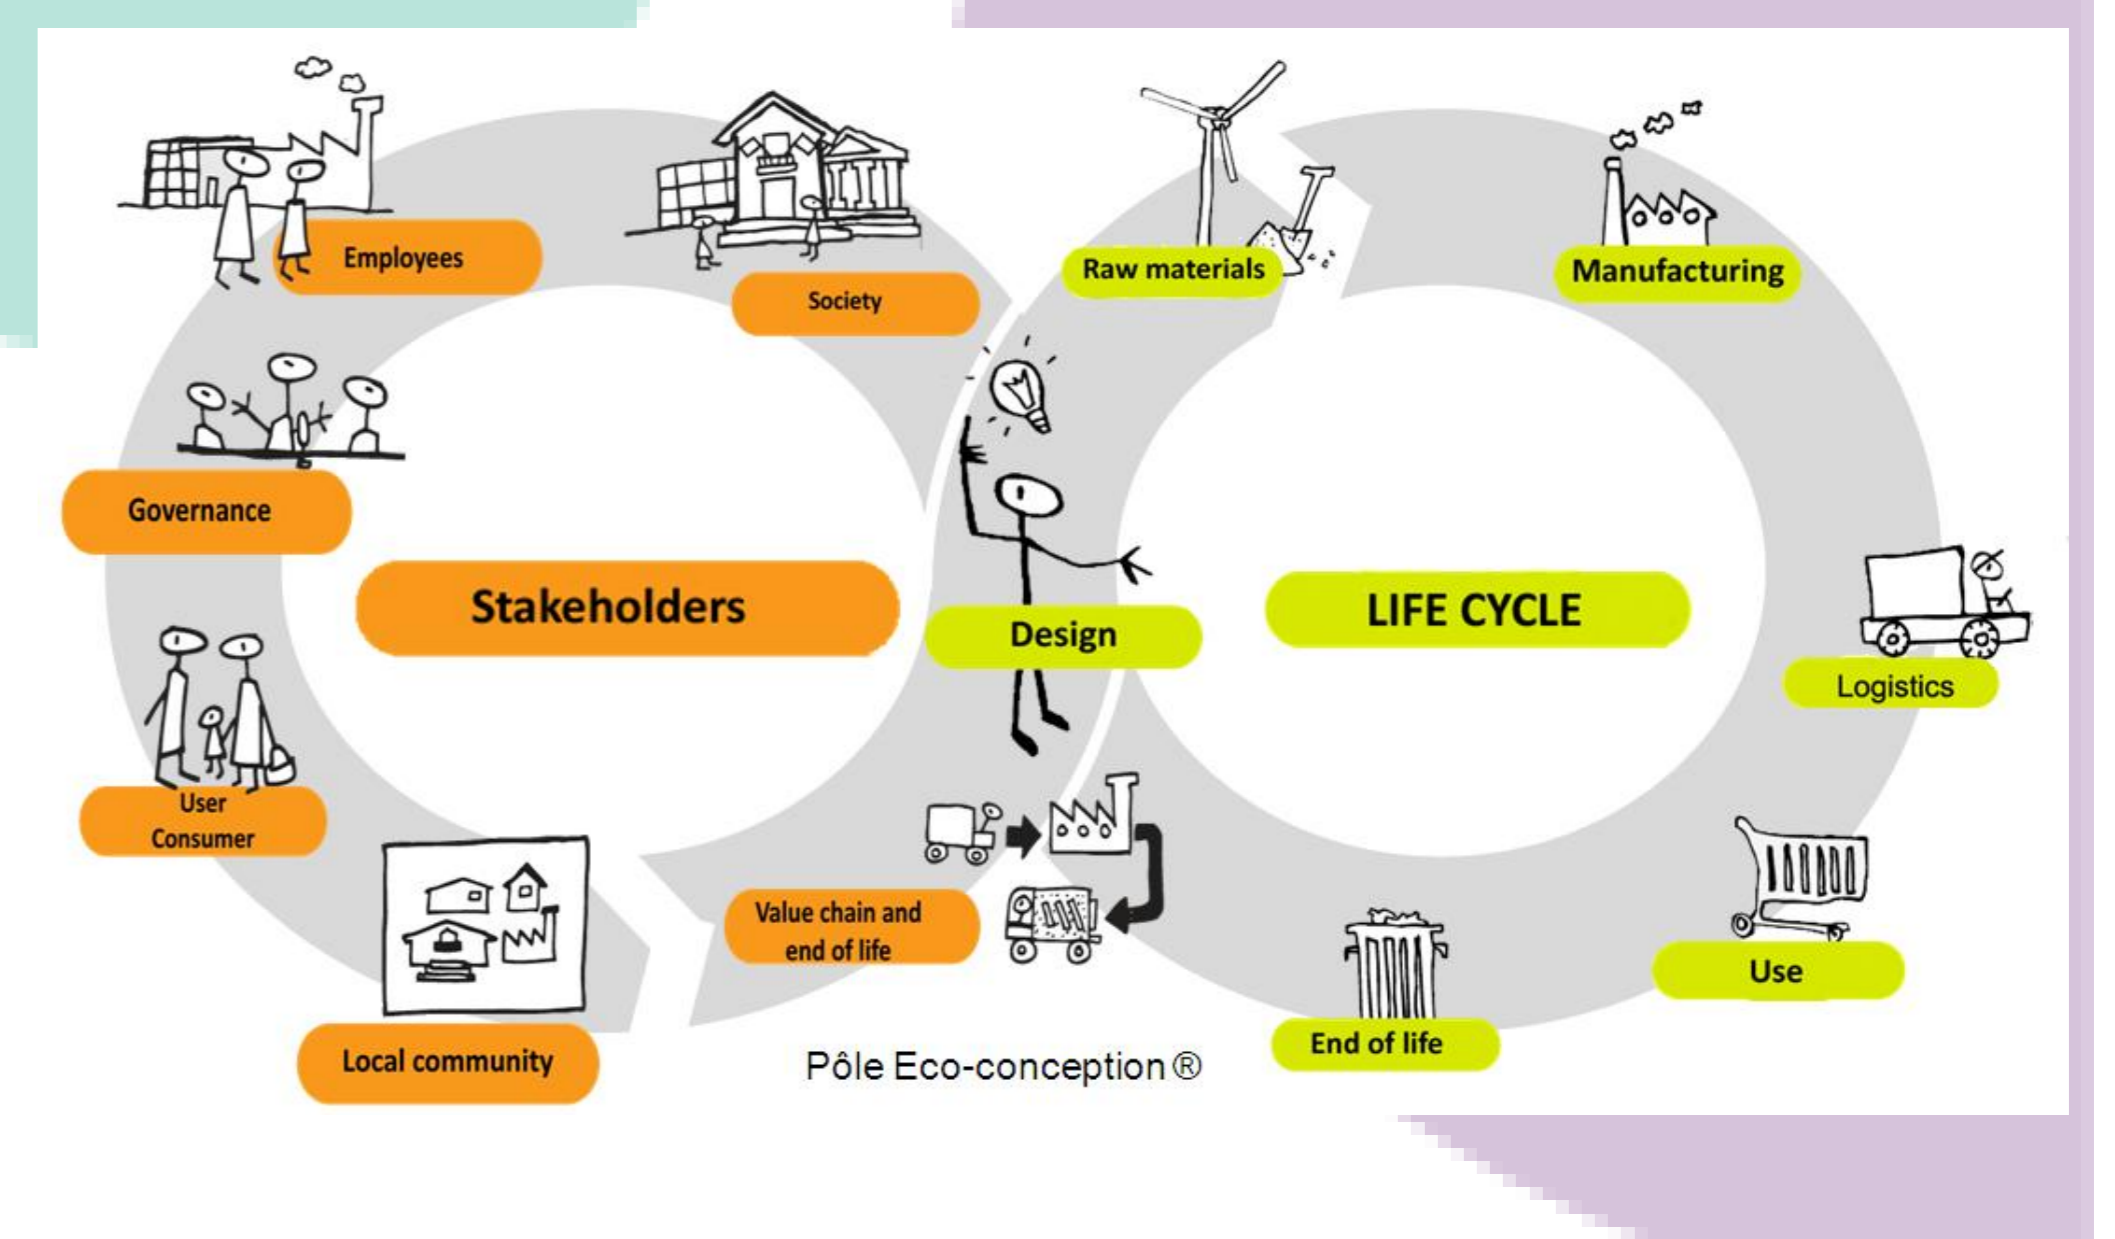 Employees
Society
Raw materials
Manufacturing
Governance
Stakeholders
Design
LIFE CYCLE
Logistics
User
Consumer
Value chain and
end of life
Use
Local community
End of life
Pôle Eco-conception ®